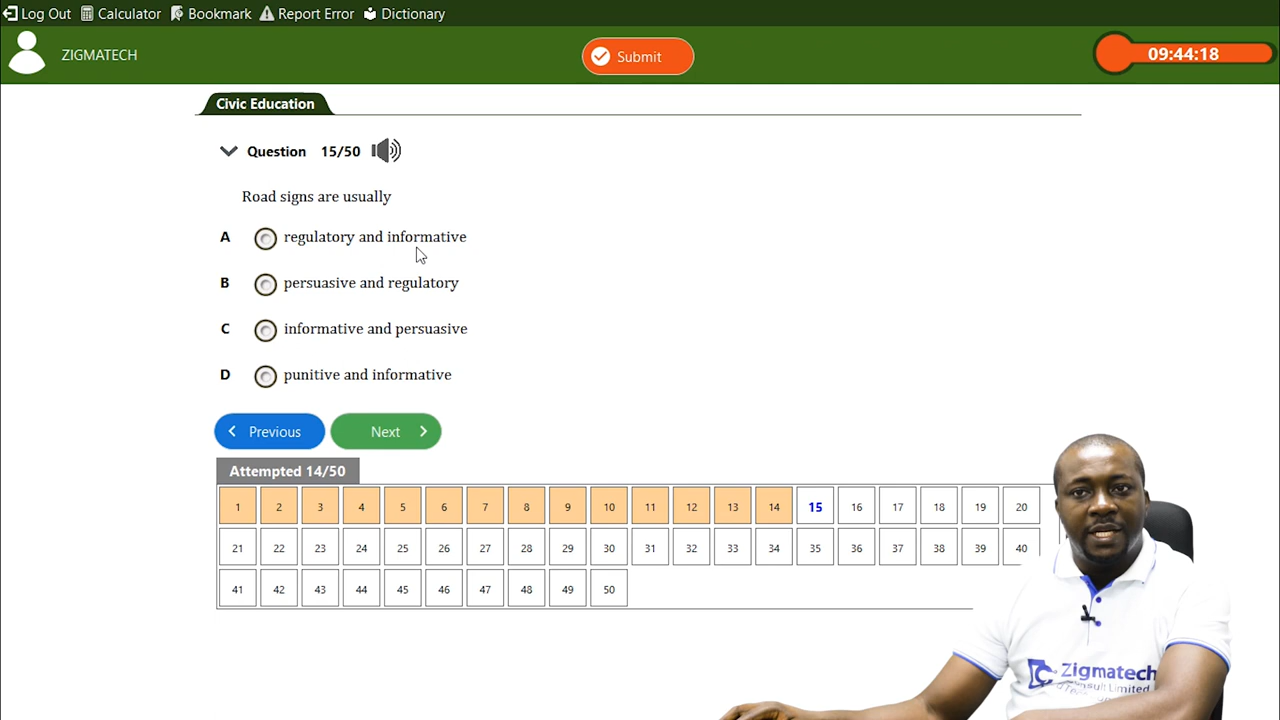 Log Out Calculator Bookmark Report Error Dictionary
ZIGMATECH Submit 09:44:18
Civic Education
Question 15/50
Road signs are usually
A regulatory and informative
B persuasive and regulatory
C informative and persuasive
D punitive and informative
Previous Next
Attempted 14/50
1 2 3 4 5 6 7 8 9 10 11 12 13 14 15 16 17 18 19 20
21 22 23 24 25 26 27 28 29 30 31 32 33 34 35 36 37 38 39 40
41 42 43 44 45 46 47 48 49 50
Zigmatech
Limited